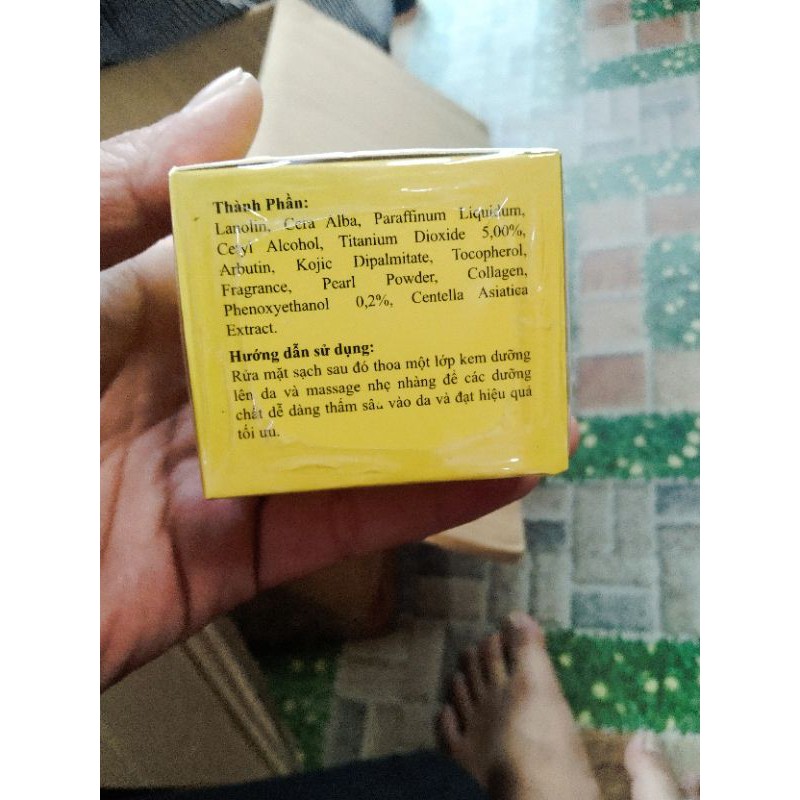 Thành Phần:
Lanolin, Cera Alba, Paraffinum Liquidum,
Cetyl Alcohol, Titanium Dioxide 5,00%,
Arbutin, Kojic Dipalmitate, Tocopherol,
Fragrance, Pearl Powder, Collagen,
Phenoxyethanol 0,2%, Centella Asiatica
Extract.
Hướng dẫn sử dụng:
Rửa mặt sạch sau đó thoa một lớp kem dưỡng
lên da và massage nhẹ nhàng để các dưỡng
chất dễ dàng thấm sâu vào da và đạt hiệu quả
tối ưu.